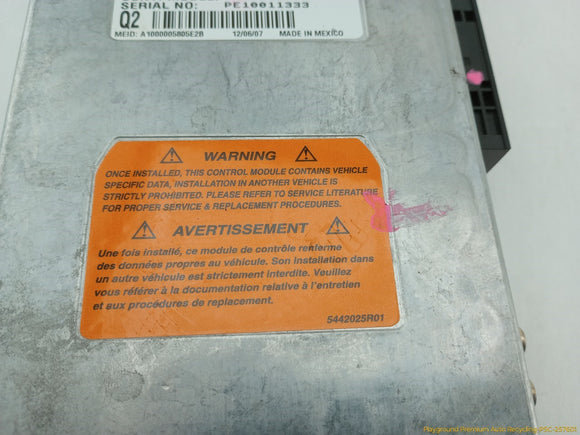 SERIAL NO: PE10011333
Q2
MEID: A1000005805E2B 12/06/07 MADE IN MEXICO
WARNING
ONCE INSTALLED, THIS CONTROL MODULE CONTAINS VEHICLE
SPECIFIC DATA, INSTALLATION IN ANOTHER VEHICLE IS
STRICTLY PROHIBITED. PLEASE REFER TO SERVICE LITERATURE
FOR PROPER SERVICE & REPLACEMENT PROCEDURES.
AVERTISSEMENT
Une fois installé, ce module de contrôle renferme
des données propres au véhicule. Son installation dans
un autre véhicule est strictement interdite. Veuillez
vous référer à la documentation relative à l'entretien
et aux procédures de replacement.
5442025R01
Playground Premium Auto Recycling